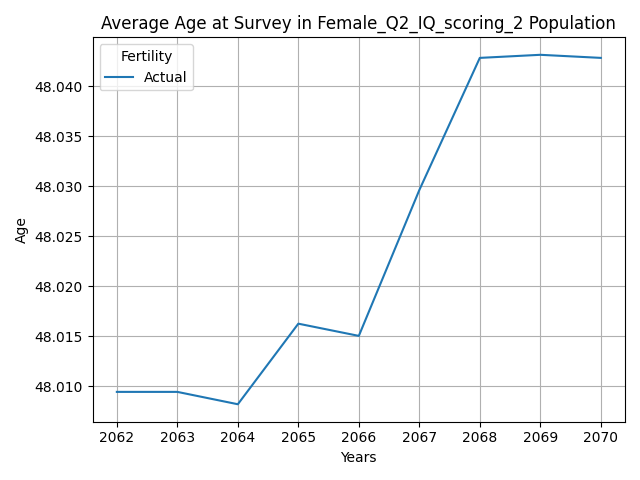 Average Age at Survey in Female_Q2_IQ_scoring_2 Population
Fertility
Actual
48.040
48.035
48.030
48.025
48.020
48.015
48.010
Age
2062 2063 2064 2065 2066 2067 2068 2069 2070
Years